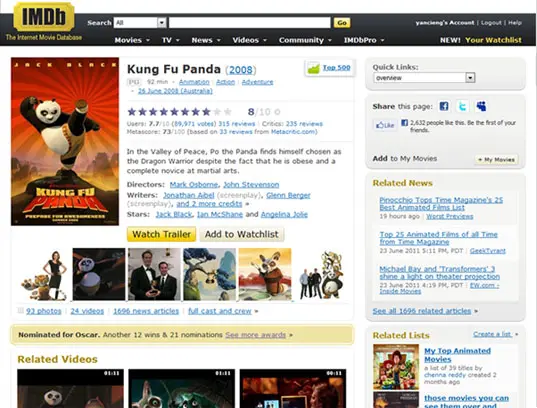 IMDb
The Internet Movie Database
Search All Go
yancieng's Account | Logout | Help
Movies TV News Videos Community IMDbPro NEW! Your Watchlist
JACK BLACK
KUNG FU PANDA
PREPARE FOR AWESOMENESS
Kung Fu Panda (2008)
Top 500
PG 92 min - Animation | Action | Adventure
- 26 June 2008 (Australia)
8/10
Users: 7.7/10 (89,971 votes) 315 reviews | Critics: 235 reviews
Metascore: 73/100 (based on 33 reviews from Metacritic.com)
In the Valley of Peace, Po the Panda finds himself chosen as
the Dragon Warrior despite the fact that he is obese and a
complete novice at martial arts.
Directors: Mark Osborne, John Stevenson
Writers: Jonathan Aibel (screenplay), Glenn Berger
(screenplay), and 2 more credits »
Stars: Jack Black, Ian McShane and Angelina Jolie
Watch Trailer Add to Watchlist
93 photos | 24 videos | 1696 news articles | full cast and crew »
Nominated for Oscar. Another 12 wins & 21 nominations See more awards »
Related Videos
01:11 00:11 01:11
Quick Links:
overview
Share this page:
Like 2,632 people like this. Be the first of your
friends.
Add to My Movies + My Movies
Related News
Pinocchio Tops Time Magazine's 25
Best Animated Films List
19 hours ago | Worst Previews
Top 25 Animated Films of all Time
from Time Magazine
23 June 2011 5:11 PM, PDT | GeekTyrant
Michael Bay and 'Transformers' 3
shine a light on theater projection
23 June 2011 4:19 PM, PDT | EW.com -
Inside Movies
See all 1696 related articles »
Related Lists Create a list »
My Top Animated
Movies
a list of 39 titles by
chenna reddy created 2
months ago
those movies you
can see them over and